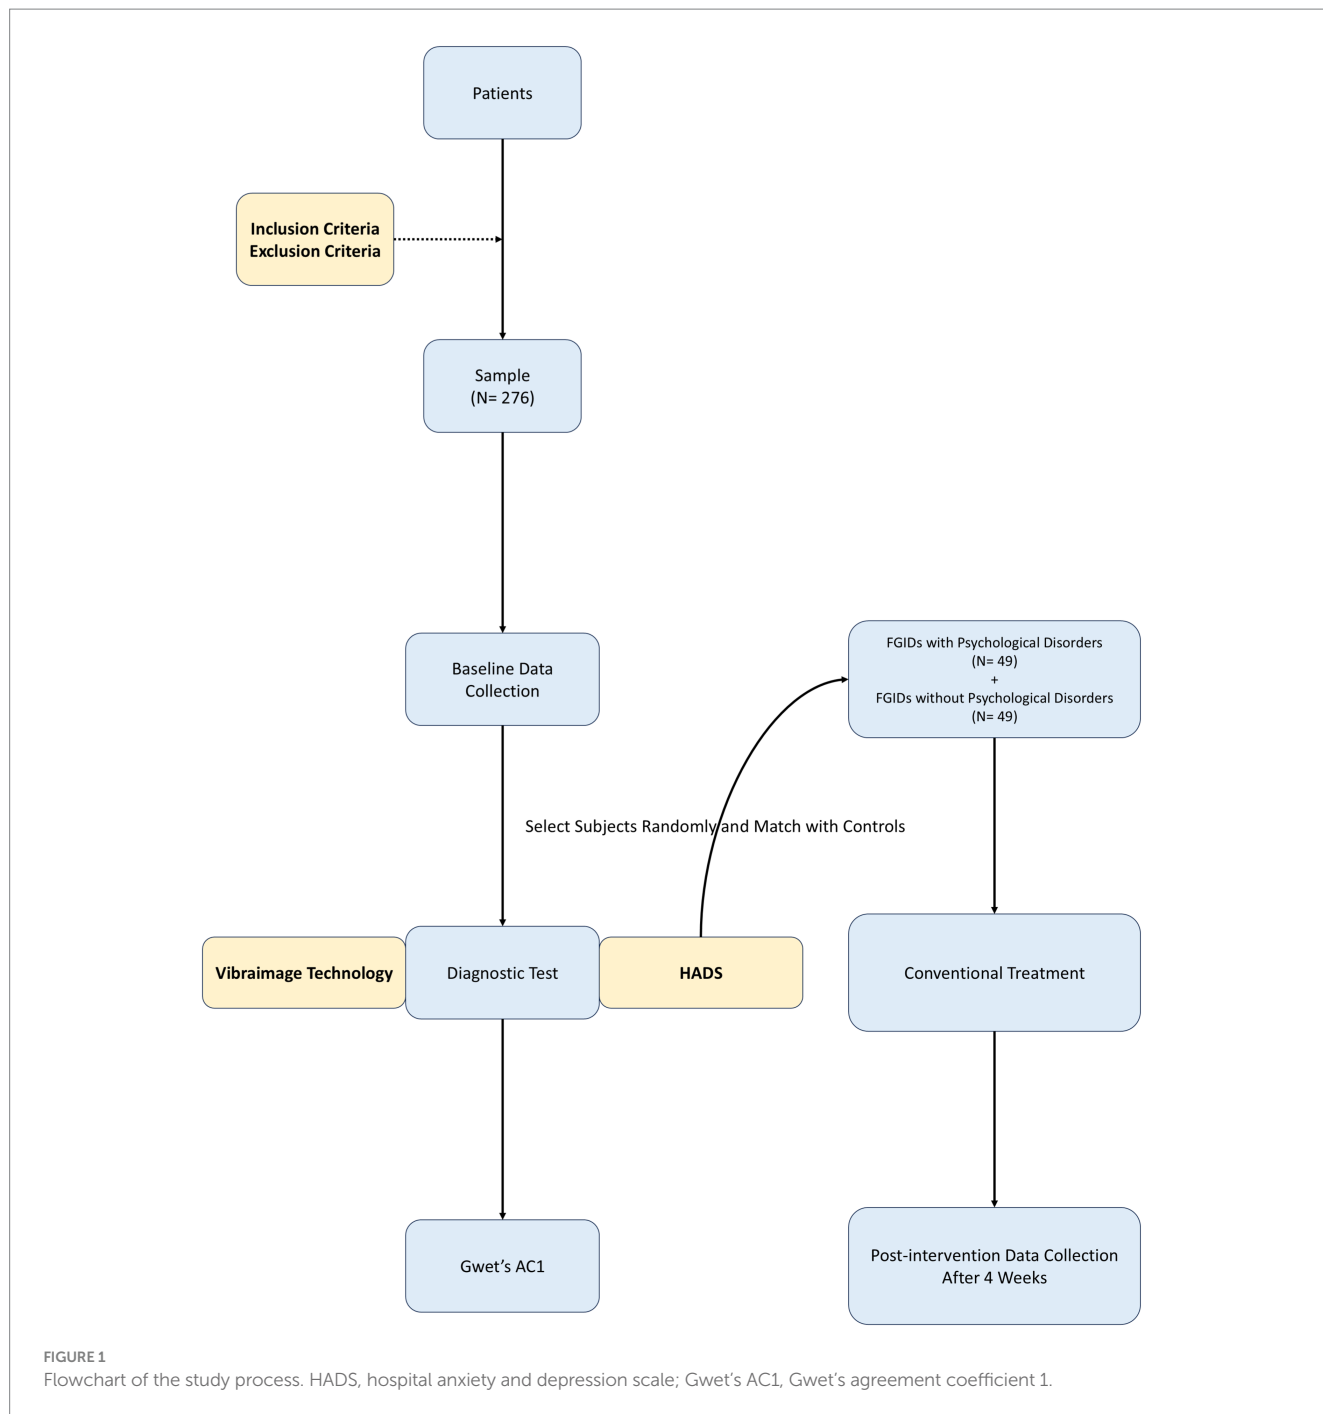 Patients
Inclusion Criteria
Exclusion Criteria
Sample
(N= 276)
Baseline Data
Collection
FGIDs with Psychological Disorders
(N= 49)
+
FGIDs without Psychological Disorders
(N= 49)
Select Subjects Randomly and Match with Controls
Vibraimage Technology
Diagnostic Test
HADS
Conventional Treatment
Gwet’s AC1
Post-intervention Data Collection
After 4 Weeks
FIGURE 1
Flowchart of the study process. HADS, hospital anxiety and depression scale; Gwet’s AC1, Gwet’s agreement coefficient 1.